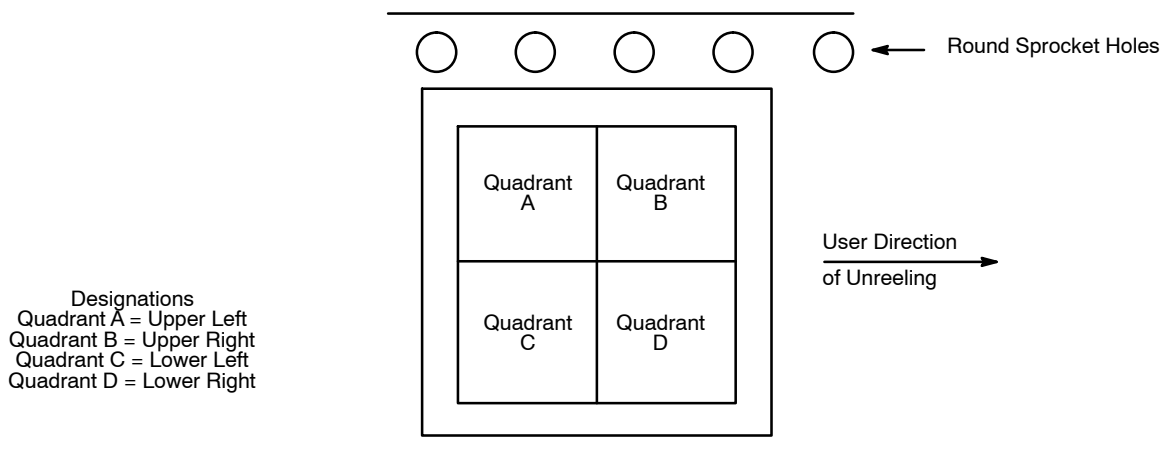 Round Sprocket Holes
Quadrant
A
Quadrant
B
User Direction
of Unreeling
Designations
Quadrant A = Upper Left
Quadrant B = Upper Right
Quadrant C = Lower Left
Quadrant D = Lower Right
Quadrant
C
Quadrant
D